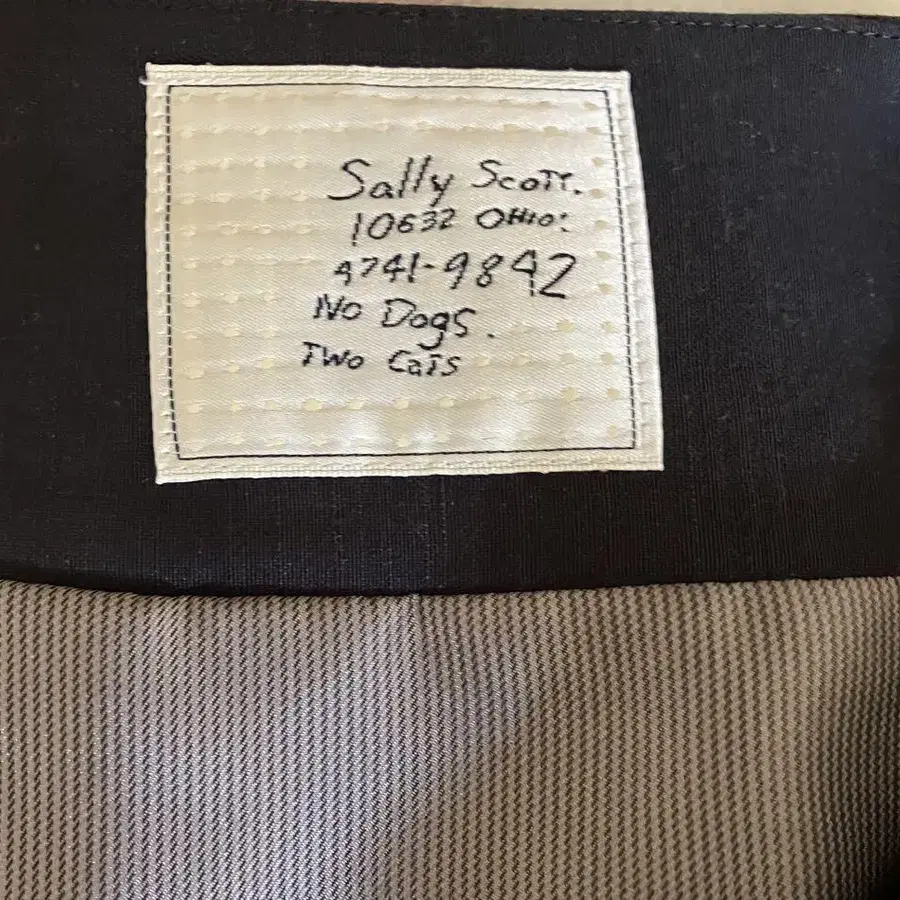 Sally Scott.
10632 Ohio:
4741-9842
No Dogs.
Two Cats